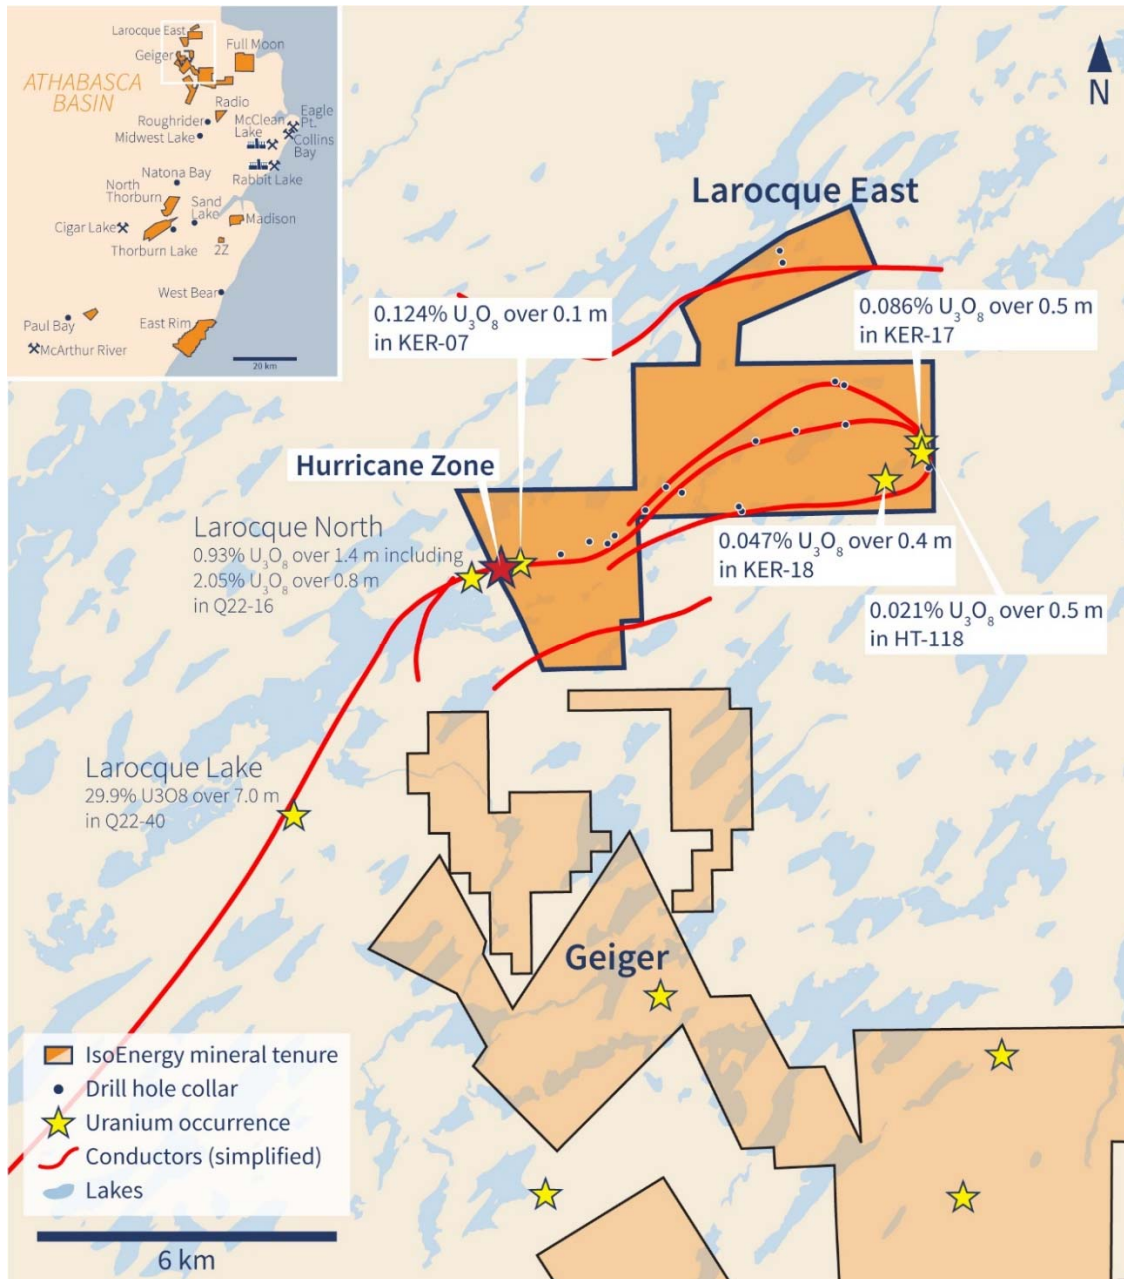 Larocque East
Geiger
Full Moon
ATHABASCA
BASIN
Radio
Roughrider
McClean
Lake
Eagle
Pt.
Collins
Bay
Midwest Lake
Rabbit Lake
Natona Bay
North
Thorburn
Sand
Lake
Madison
Cigar Lake
Thorburn Lake
2Z
West Bear
Paul Bay
East Rim
McArthur River
20 km
N
Larocque East
0.124% U₃O₈ over 0.1 m
in KER-07
0.086% U₃O₈ over 0.5 m
in KER-17
Hurricane Zone
Larocque North
0.93% U₃O₈ over 1.4 m including
2.05% U₃O₈ over 0.8 m
in Q22-16
0.047% U₃O₈ over 0.4 m
in KER-18
0.021% U₃O₈ over 0.5 m
in HT-118
Larocque Lake
29.9% U3O8 over 7.0 m
in Q22-40
Geiger
IsoEnergy mineral tenure
Drill hole collar
Uranium occurrence
Conductors (simplified)
Lakes
6 km